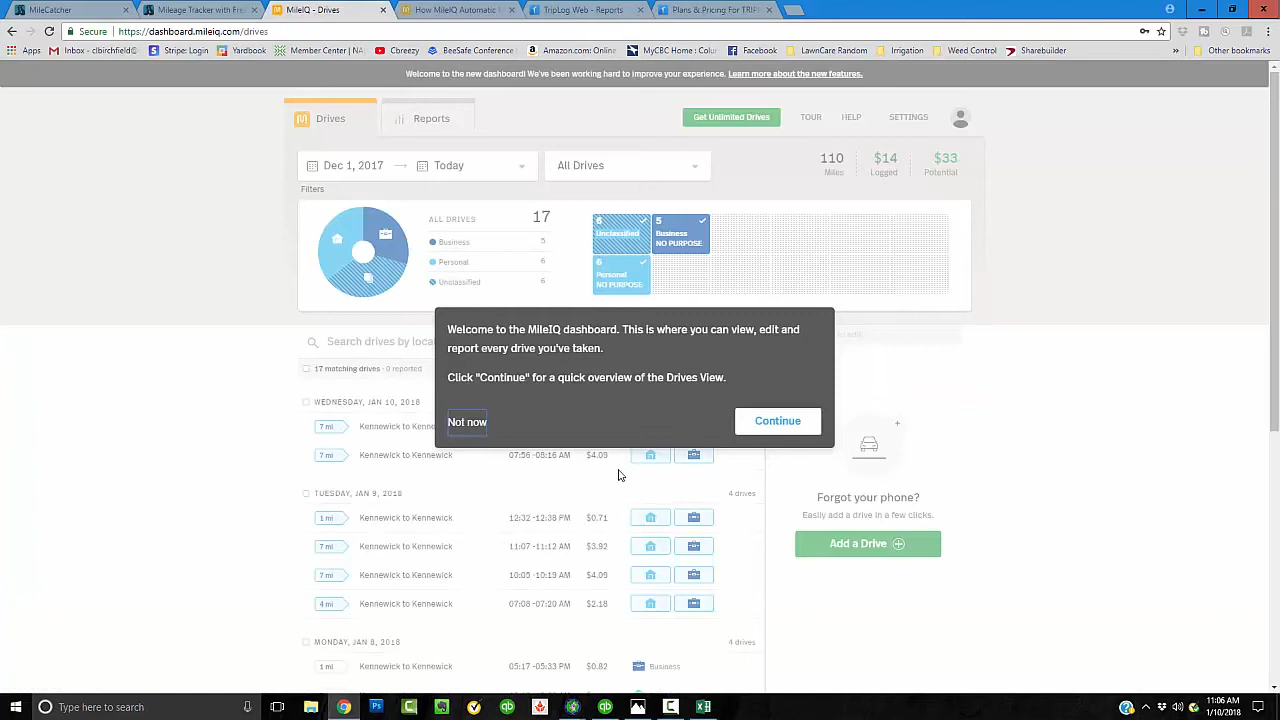 MileCatcher
Mileage Tracker with Fre
MileIQ - Drives
How MileIQ Automatic M
TripLog Web - Reports
Plans & Pricing For TRIP
Secure https://dashboard.mileiq.com/drives
Apps
Inbox - cbirchfield@
Stripe Login
Yardbook
Member Center | NA
Cbreezy
BeeSafe Conference
Amazon.com: Online
MyCBC Home : Colum
Facebook
LawnCare Random
Irrigation
Weed Control
Sharebuilder
»
Other bookmarks
Welcome to the new dashboard! We've been working hard to improve your experience. Learn more about the new features.
Drives
Reports
Get Unlimited Drives
TOUR
HELP
SETTINGS
Dec 1, 2017
Today
All Drives
110
$14
$33
Miles
Logged
Potential
Filters
ALL DRIVES 17
Business 5
Personal 6
Unclassified 6
6
Unclassified
5
Business
NO PURPOSE
6
Personal
NO PURPOSE
Welcome to the MileIQ dashboard. This is where you can view, edit and
report every drive you've taken.
Click "Continue" for a quick overview of the Drives View.
Not now
Continue
Search drives by loca
17 matching drives - 0 reported
WEDNESDAY, JAN 10, 2018
7 mi Kennewick to Kennewick
7 mi Kennewick to Kennewick 07:56 -08:16 AM $4.09
TUESDAY, JAN 9, 2018 4 drives
1 mi Kennewick to Kennewick 12:32 -12:38 PM $0.71
7 mi Kennewick to Kennewick 11:07 -11:12 AM $3.92
7 mi Kennewick to Kennewick 10:05 -10:19 AM $4.09
4 mi Kennewick to Kennewick 07:08 -07:20 AM $2.18
MONDAY, JAN 8, 2018 4 drives
1 mi Kennewick to Kennewick 05:17 -05:33 PM $0.82 Business
Forgot your phone?
Easily add a drive in a few clicks.
Add a Drive
Type here to search
11:06 AM
1/10/2018